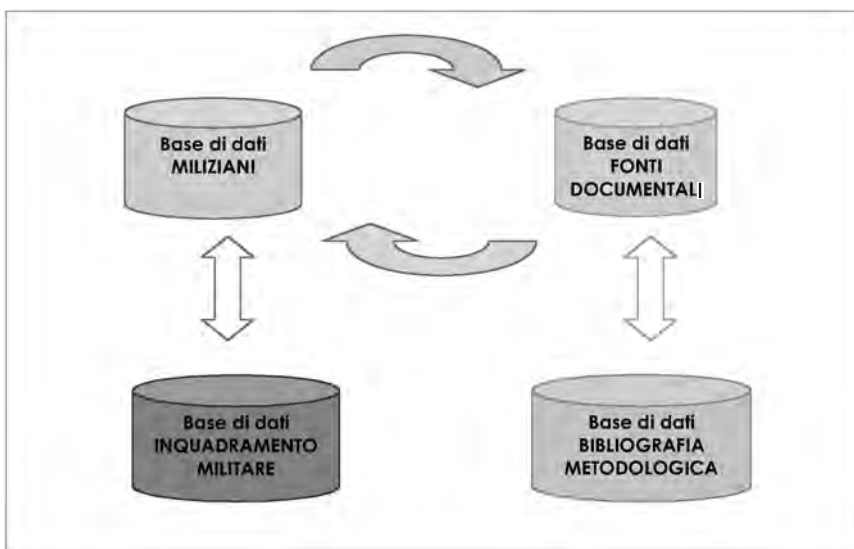 Base di dati
MILIZIANI
Base di dati
FONTI
DOCUMENTALI
Base di dati
INQUADRAMENTO
MILITARE
Base di dati
BIBLIOGRAFIA
METODOLOGICA